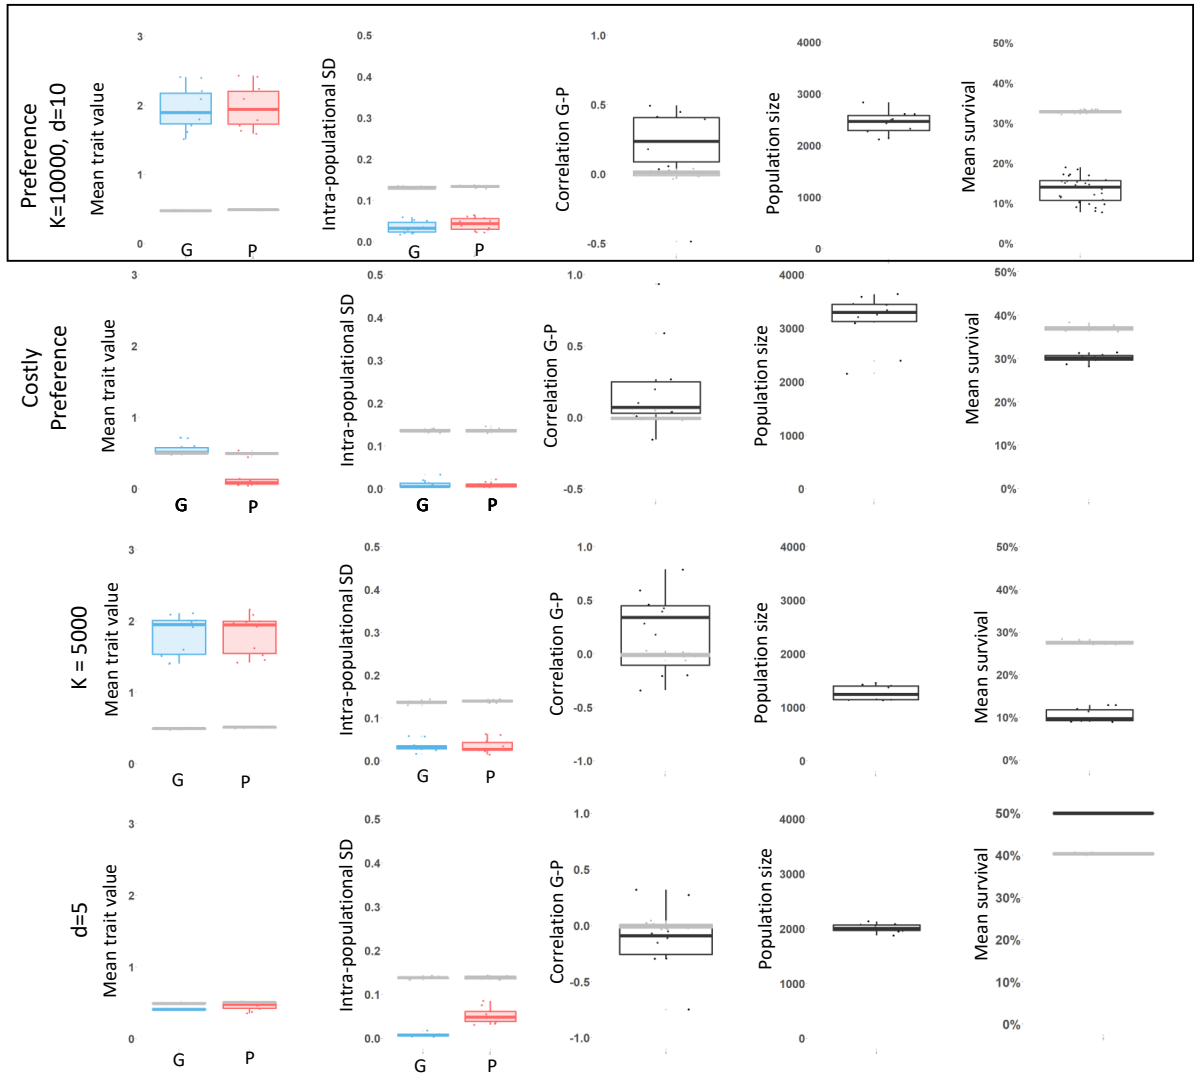 Preference
K=10000, d=10
Mean trait value
3
2
1
0
G
P
Intra-populational SD
0.5
0.4
0.3
0.2
0.1
0.0
G
P
Correlation G-P
1.0
0.5
0.0
-0.5
Population size
4000
3000
2000
1000
0
Mean survival
50%
40%
30%
20%
10%
0%
Costly
Preference
Mean trait value
3
2
1
0
G
P
Intra-populational SD
0.5
0.4
0.3
0.2
0.1
0.0
G
P
Correlation G-P
1.0
0.5
0.0
-0.5
Population size
4000
3000
2000
1000
0
Mean survival
50%
40%
30%
20%
10%
0%
K = 5000
Mean trait value
3
2
1
0
G
P
Intra-populational SD
0.5
0.4
0.3
0.2
0.1
0.0
G
P
Correlation G-P
1.0
0.5
0.0
-0.5
-1.0
Population size
4000
3000
2000
1000
0
Mean survival
50%
40%
30%
20%
10%
0%
d=5
Mean trait value
3
2
1
0
G
P
Intra-populational SD
0.5
0.4
0.3
0.2
0.1
0.0
G
P
Correlation G-P
1.0
0.5
0.0
-0.5
-1.0
Population size
4000
3000
2000
1000
0
Mean survival
50%
40%
30%
20%
10%
0%